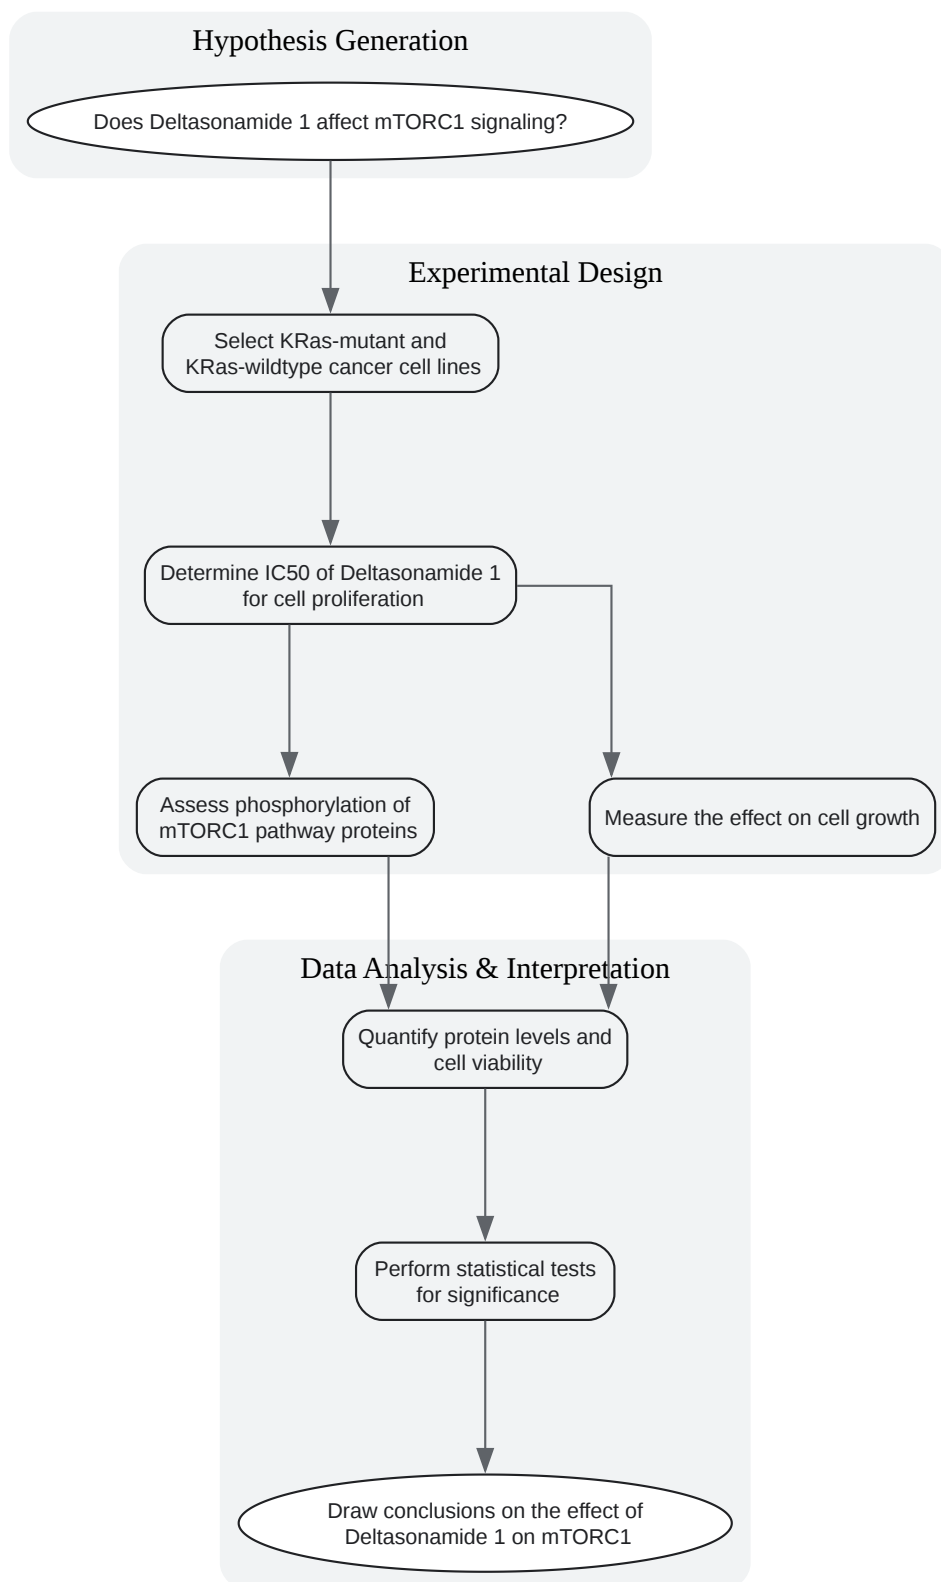 Hypothesis Generation
Does Deltasonamide 1 affect mTORC1 signaling?
Experimental Design
Select KRas-mutant and
KRas-wildtype cancer cell lines
Determine IC50 of Deltasonamide 1
for cell proliferation
Assess phosphorylation of
mTORC1 pathway proteins
Measure the effect on cell growth
Data Analysis & Interpretation
Quantify protein levels and
cell viability
Perform statistical tests
for significance
Draw conclusions on the effect of
Deltasonamide 1 on mTORC1